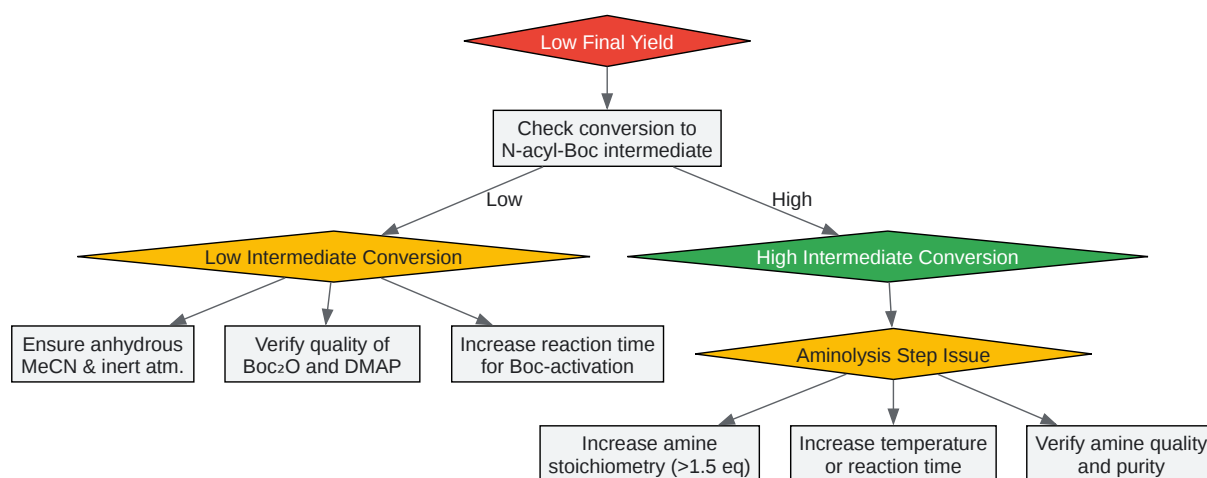 Low Final Yield
Check conversion to
N-acyl-Boc intermediate
Low
High
Low Intermediate Conversion
High Intermediate Conversion
Ensure anhydrous
MeCN & inert atm.
Verify quality of
Boc₂O and DMAP
Increase reaction time
for Boc-activation
Aminolysis Step Issue
Increase amine
stoichiometry (>1.5 eq)
Increase temperature
or reaction time
Verify amine quality
and purity